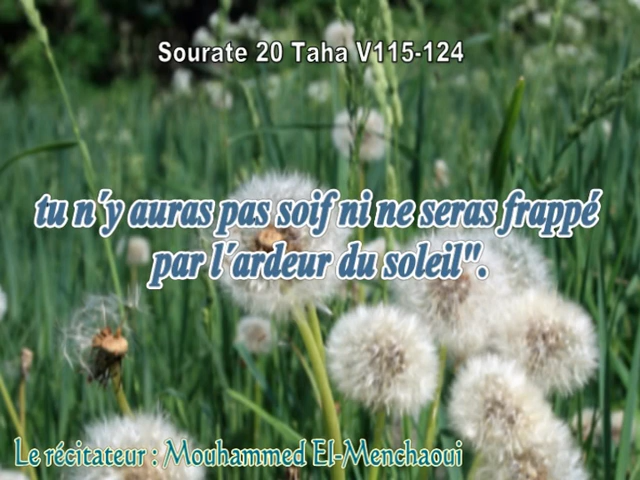 Sourate 20 Taha V115-124
tu n'y auras pas soif ni ne seras frappé
par l'ardeur du soleil".
Le récitateur : Mouhammed El-Menchaoui